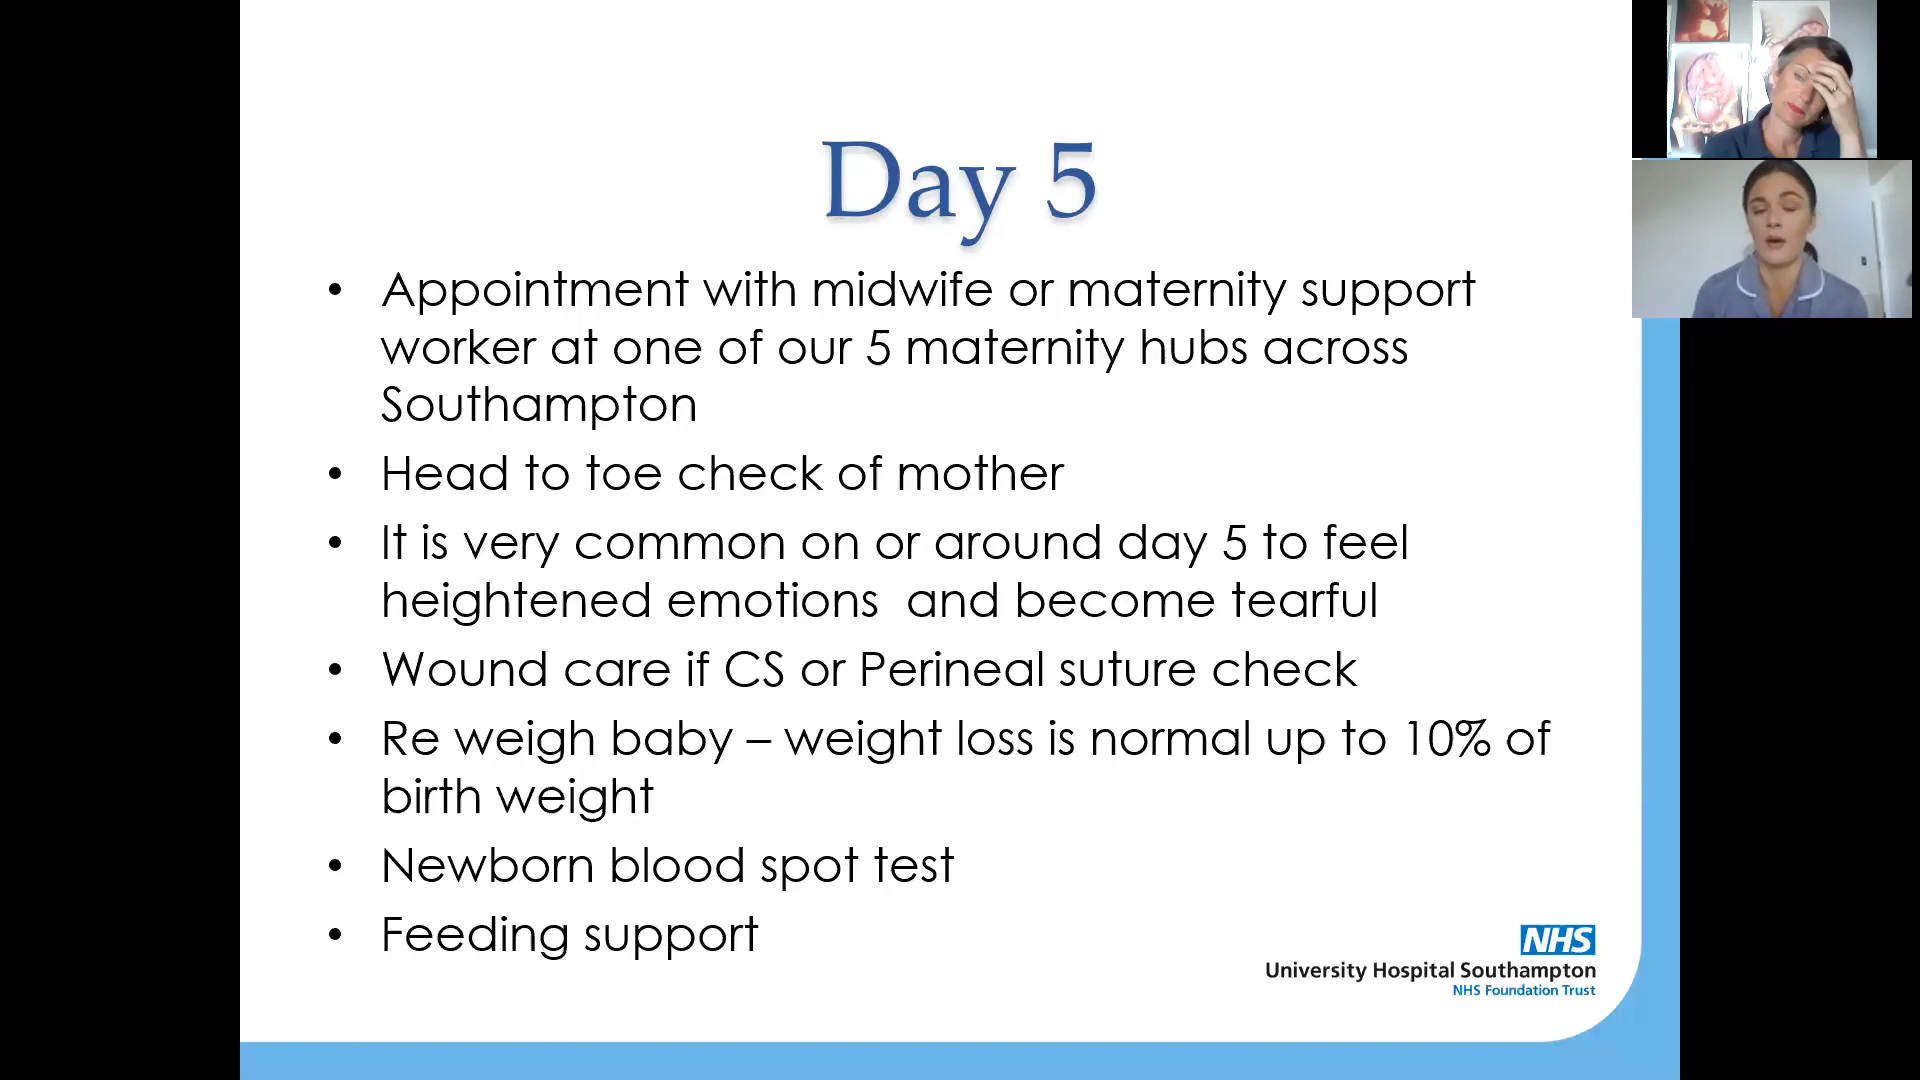 Day 5
• Appointment with midwife or maternity support
worker at one of our 5 maternity hubs across
Southampton
• Head to toe check of mother
• It is very common on or around day 5 to feel
heightened emotions  and become tearful
• Wound care if CS or Perineal suture check
• Re weigh baby – weight loss is normal up to 10% of
birth weight
• Newborn blood spot test
• Feeding support
NHS
University Hospital Southampton
NHS Foundation Trust